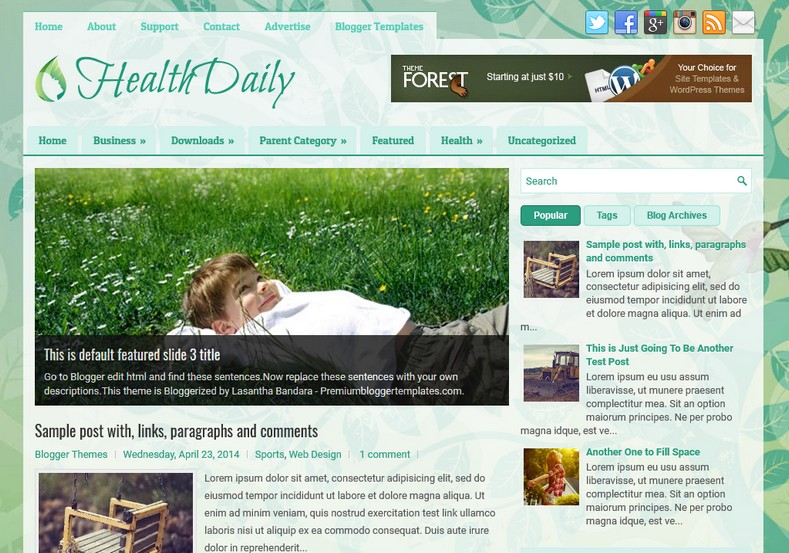 Home About Support Contact Advertise Blogger Templates
HealthDaily
THEME
FOREST
Starting at just $10
HTML
Your Choice for
Site Templates &
WordPress Themes
Home Business » Downloads » Parent Category » Featured Health » Uncategorized
This is default featured slide 3 title
Go to Blogger edit html and find these sentences.Now replace these sentences with your own
descriptions.This theme is Bloggerized by Lasantha Bandara - Premiumbloggertemplates.com.
Sample post with, links, paragraphs and comments
Blogger Themes | Wednesday, April 23, 2014 | Sports, Web Design | 1 comment |
Lorem ipsum dolor sit amet, consectetur adipisicing elit, sed do
eiusmod tempor incididunt ut labore et dolore magna aliqua. Ut
enim ad minim veniam, quis nostrud exercitation test link ullamco
laboris nisi ut aliquip ex ea commodo consequat. Duis aute irure
dolor in reprehenderit...
Search
Popular Tags Blog Archives
Sample post with, links, paragraphs
and comments
Lorem ipsum dolor sit amet,
consectetur adipisicing elit, sed do
eiusmod tempor incididunt ut labore
et dolore magna aliqua. Ut enim ad
m...
This is Just Going To Be Another
Test Post
Lorem ipsum eu usu assum
liberavisse, ut munere praesent
complectitur mea. Sit an option
maiorum principes. Ne per probo
magna idque, est ve...
Another One to Fill Space
Lorem ipsum eu usu assum
liberavisse, ut munere praesent
complectitur mea. Sit an option
maiorum principes. Ne per probo
magna idque, est ve...